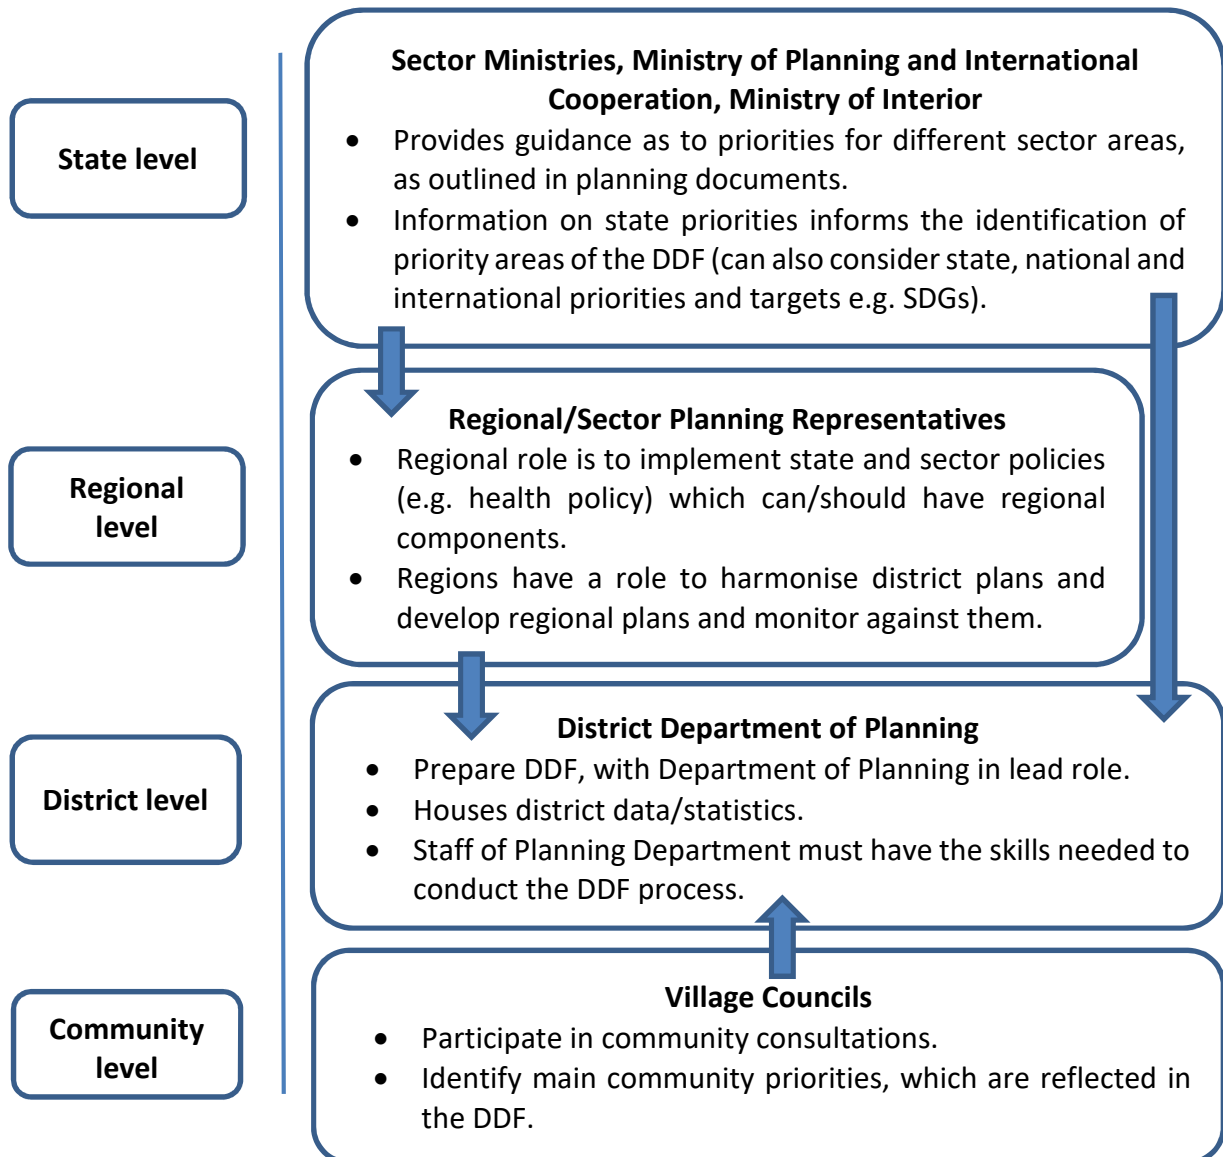 State level
Sector Ministries, Ministry of Planning and International
Cooperation, Ministry of Interior
• Provides guidance as to priorities for different sector areas,
as outlined in planning documents.
• Information on state priorities informs the identification of
priority areas of the DDF (can also consider state, national and
international priorities and targets e.g. SDGs).
Regional
level
Regional/Sector Planning Representatives
• Regional role is to implement state and sector policies
(e.g. health policy) which can/should have regional
components.
• Regions have a role to harmonise district plans and
develop regional plans and monitor against them.
District level
District Department of Planning
• Prepare DDF, with Department of Planning in lead role.
• Houses district data/statistics.
• Staff of Planning Department must have the skills needed to
conduct the DDF process.
Community
level
Village Councils
• Participate in community consultations.
• Identify main community priorities, which are reflected in
the DDF.